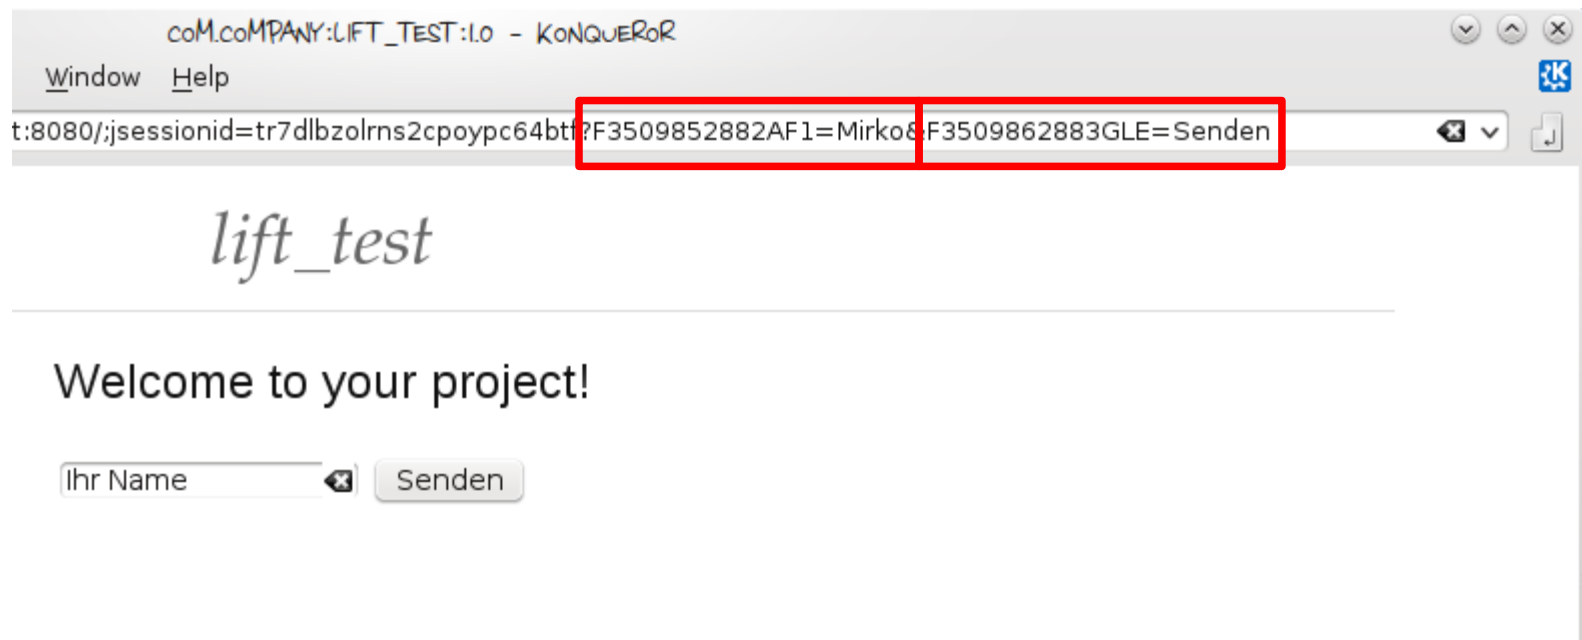 com.company:lift_test:1.0 - Konqueror
Window Help
t:8080/;jsessionid=tr7dlbzolrns2cpoypc64btf?F3509852882AF1=Mirko&F3509862883GLE=Senden
lift_test
Welcome to your project!
Ihr Name Senden